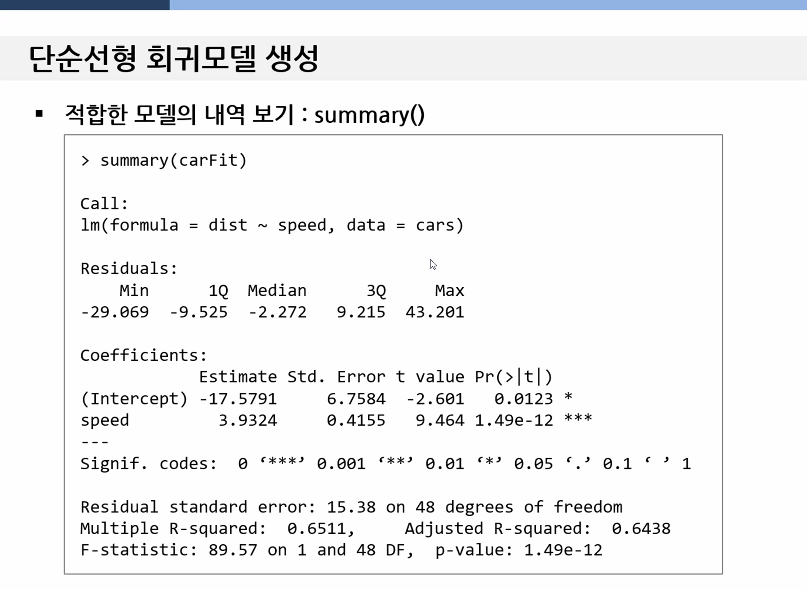 단순선형 회귀모델 생성
▪ 적합한 모델의 내역 보기 : summary()
> summary(carFit)
Call:
lm(formula = dist ~ speed, data = cars)
Residuals:
    Min      1Q  Median      3Q     Max
-29.069  -9.525  -2.272   9.215  43.201
Coefficients:
            Estimate Std. Error t value Pr(>|t|)
(Intercept) -17.5791     6.7584  -2.601   0.0123 *
speed         3.9324     0.4155   9.464 1.49e-12 ***
---
Signif. codes:  0 ‘***’ 0.001 ‘**’ 0.01 ‘*’ 0.05 ‘.’ 0.1 ‘ ’ 1
Residual standard error: 15.38 on 48 degrees of freedom
Multiple R-squared:  0.6511,     Adjusted R-squared:  0.6438
F-statistic: 89.57 on 1 and 48 DF,  p-value: 1.49e-12